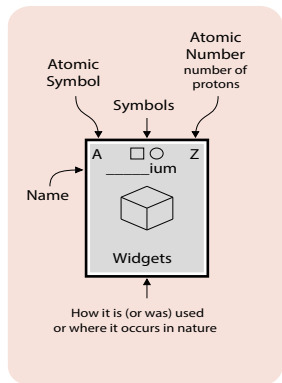 Atomic
Number
number of
protons
Atomic
Symbol
Symbols
A Z
______ium
Name
Widgets
How it is (or was) used
or where it occurs in nature